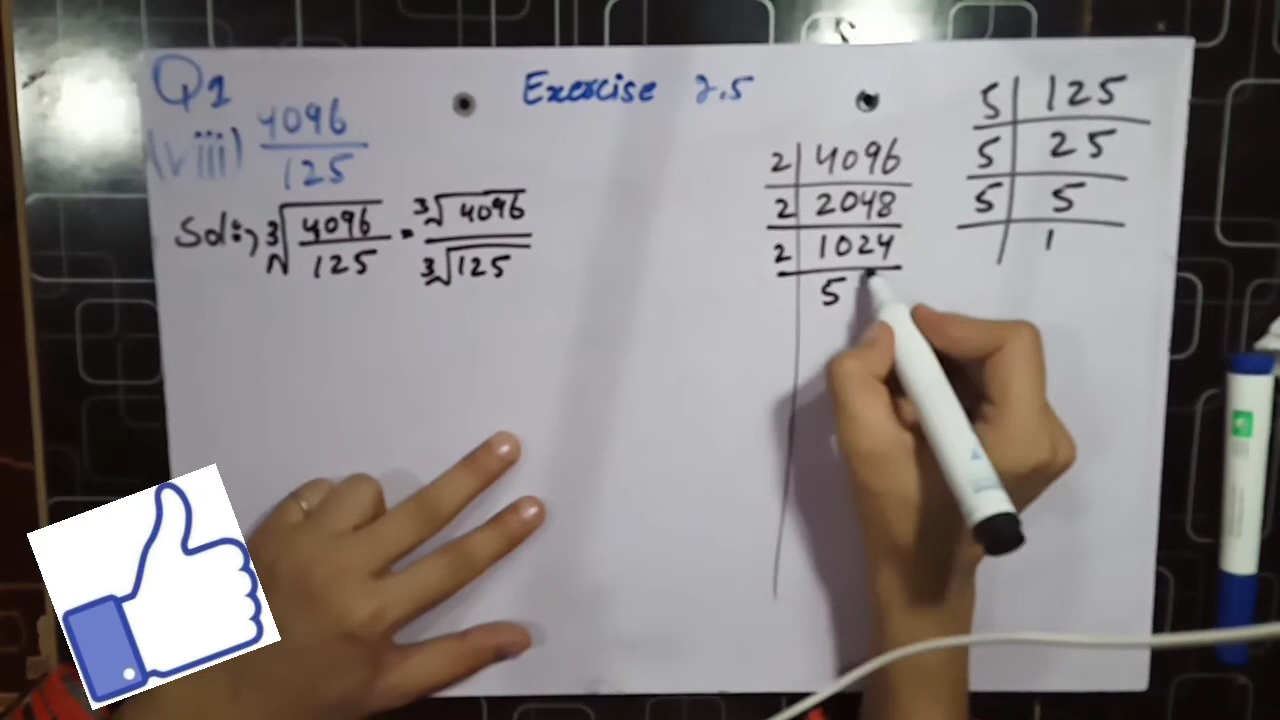 Q1
Exercise 2.5
(viii) 4096
125
Sol:, ∛4096/125 = ∛4096/∛125
2 | 4096
2 | 2048
2 | 1024
5
5 | 125
5 | 25
5 | 5
1